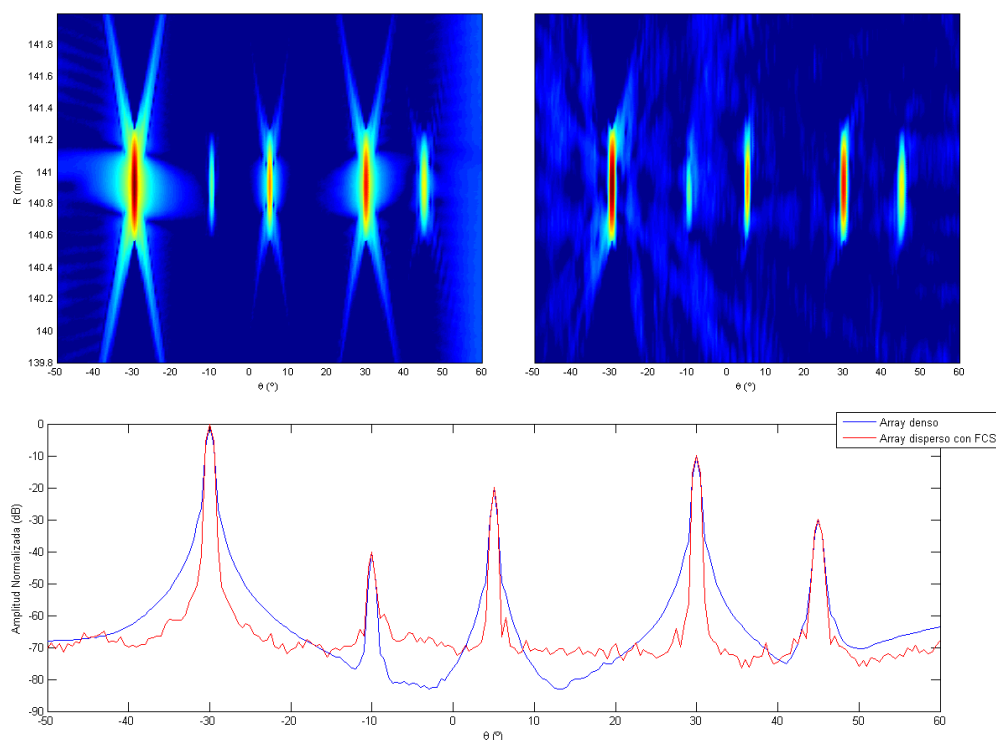 141.8
141.6
141.4
141.2
141
140.8
140.6
140.4
140.2
140
139.8
R (mm)
-50 -40 -30 -20 -10 0 10 20 30 40 50 60
θ (º)
-50 -40 -30 -20 -10 0 10 20 30 40 50 60
θ (º)
Array denso
Array disperso con FCS
0
-10
-20
-30
-40
-50
-60
-70
-80
-90
Amplitud Normalizada (dB)
-50 -40 -30 -20 -10 0 10 20 30 40 50 60
θ (º)